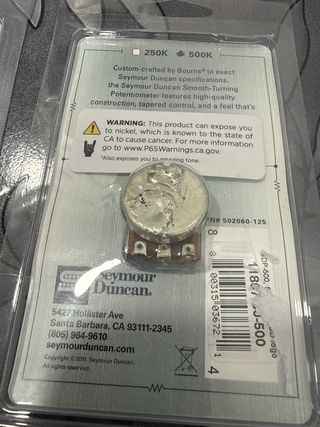 250K 500K
Custom-crafted by Bourns® to exact
Seymour Duncan specifications,
the Seymour Duncan Smooth-Turning
Potentiometer features high-quality
construction, tapered control, and a feel that's
WARNING: This product can expose you
to nickel, which is known to the state of
CA to cause cancer. For more information
go to www.P65Warnings.ca.gov.
*Also exposes you to amazing tone.
PN# 502060-125
Seymour
Duncan.
5427 Hollister Ave
Santa Barbara, CA 93111-2345
(805) 964-9610
seymourduncan.com
Copyright © 2011. Seymour Duncan.
All rights reserved.